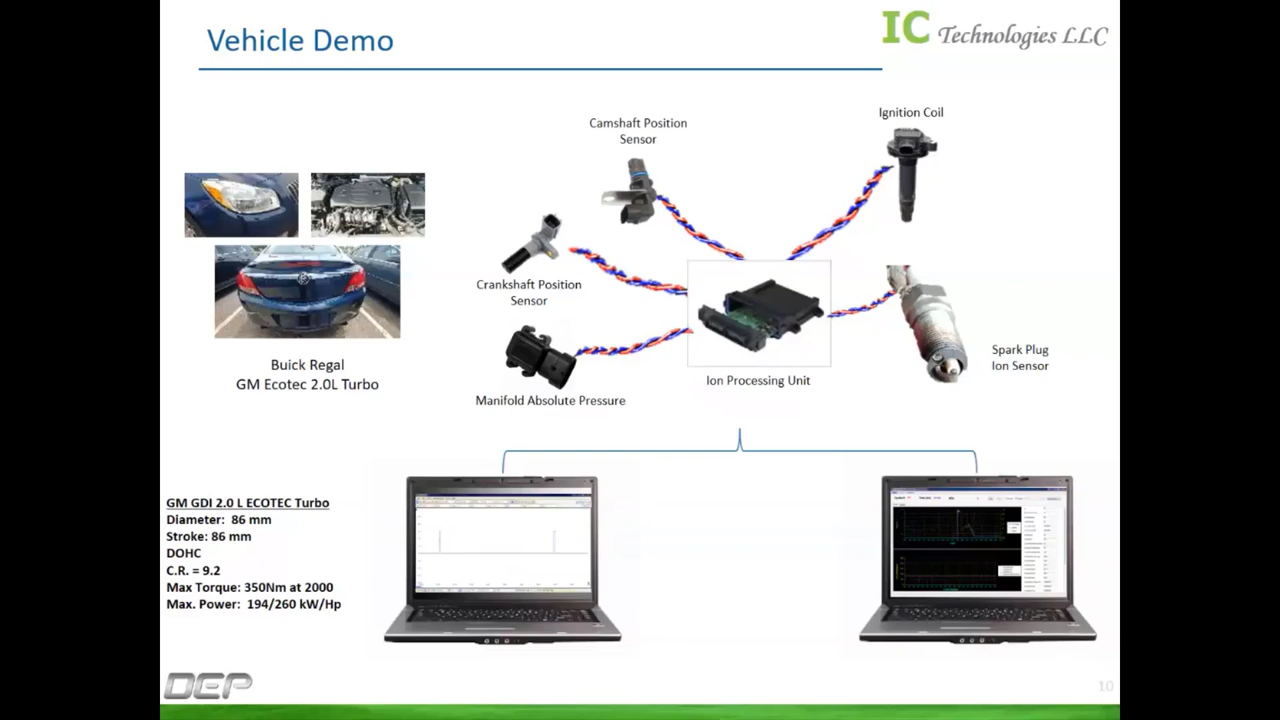 Vehicle Demo
IC Technologies LLC
Camshaft Position
Sensor
Ignition Coil
Crankshaft Position
Sensor
Buick Regal
GM Ecotec 2.0L Turbo
Manifold Absolute Pressure
Ion Processing Unit
Spark Plug
Ion Sensor
GM GDI 2.0 L ECOTEC Turbo
Diameter: 86 mm
Stroke: 86 mm
DOHC
C.R. = 9.2
Max Torque: 350Nm at 2000
Max. Power: 194/260 kW/Hp
DEP
10